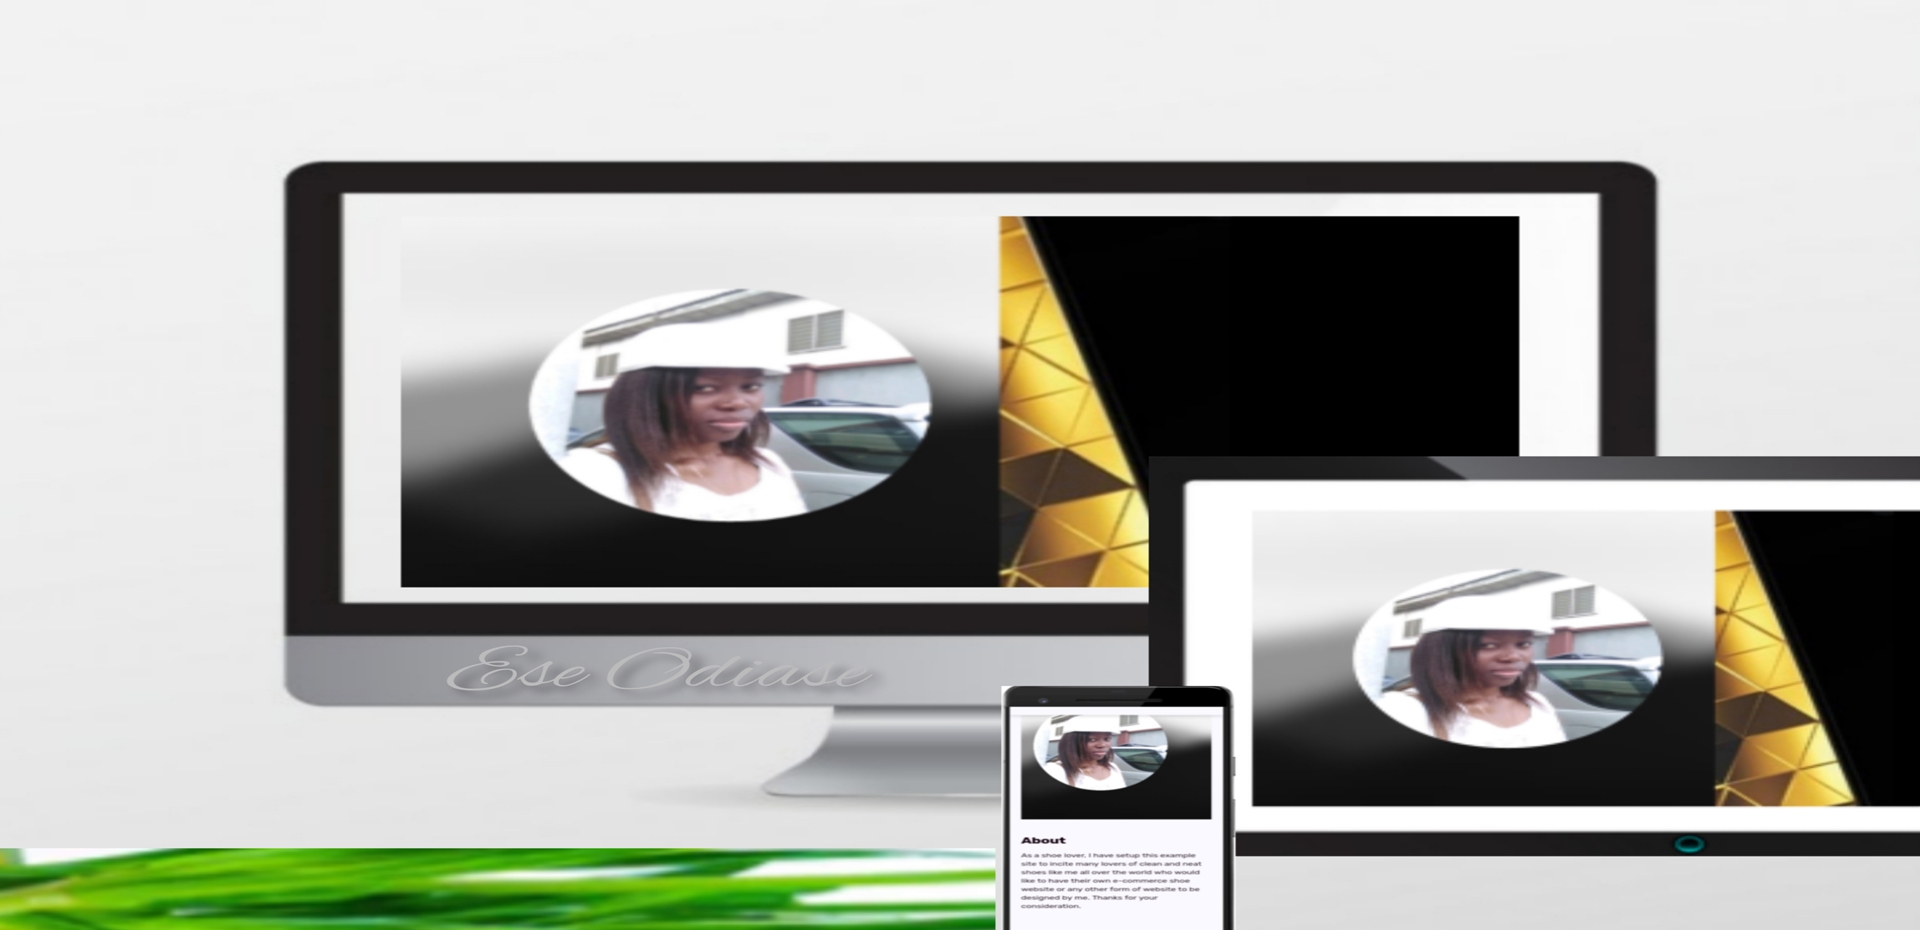 Ese Odiase
About
As a shoe lover, I have setup this example
site to incite many lovers of clean and neat
shoes like me all over the world who would
like to have their own e-commerce shoe
website or any other form of website to be
designed by me. Thanks for your
consideration.